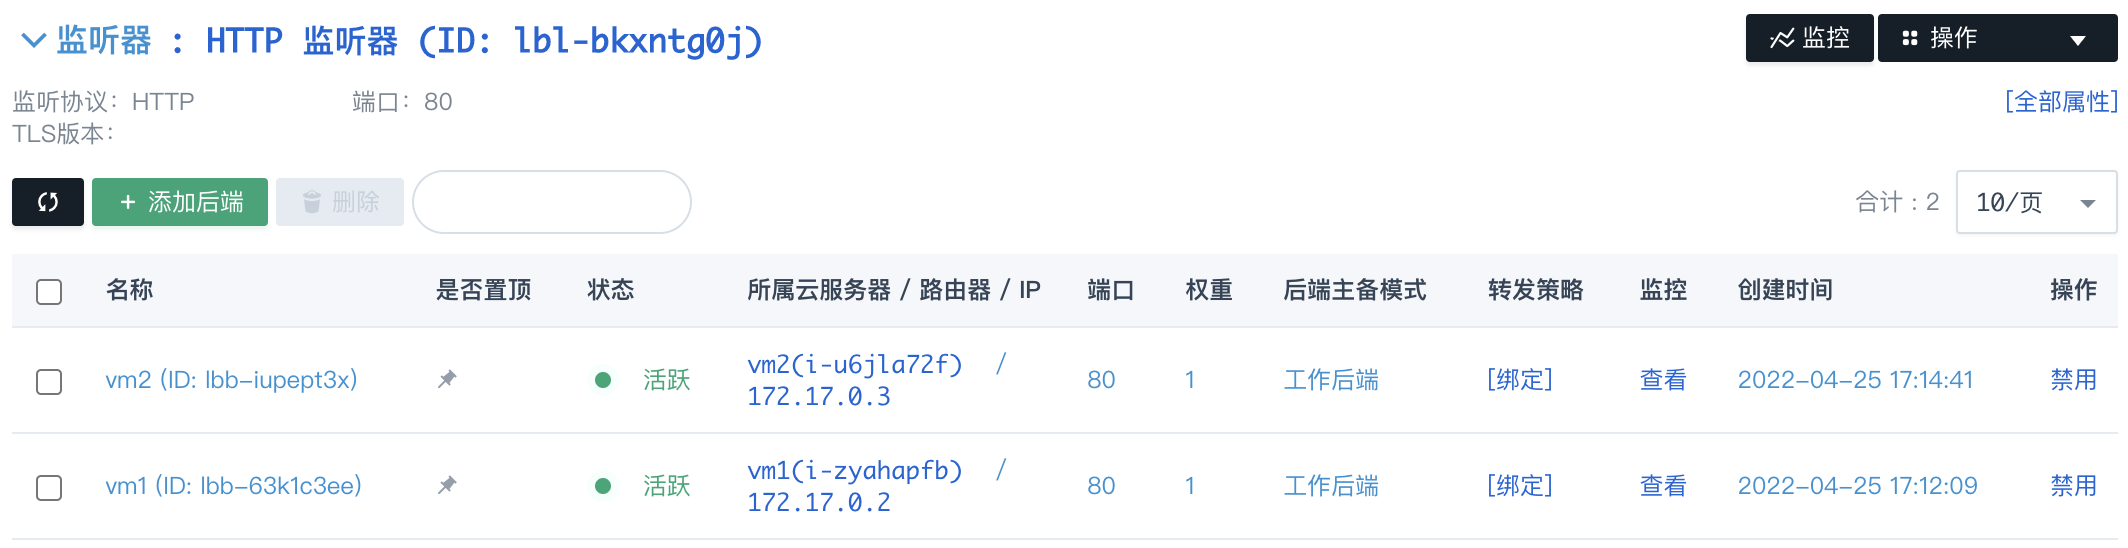 监听器 : HTTP 监听器 (ID: lbl-bkxntg0j)
监控
操作
监听协议: HTTP 端口: 80
[全部属性]
TLS版本:
+ 添加后端
删除
合计 : 2
10/页
名称 是否置顶 状态 所属云服务器 / 路由器 / IP 端口 权重 后端主备模式 转发策略 监控 创建时间 操作
vm2 (ID: lbb-iupept3x) 活跃 vm2(i-u6jla72f) / 172.17.0.3 80 1 工作后端 [绑定] 查看 2022-04-25 17:14:41 禁用
vm1 (ID: lbb-63k1c3ee) 活跃 vm1(i-zyahapfb) / 172.17.0.2 80 1 工作后端 [绑定] 查看 2022-04-25 17:12:09 禁用